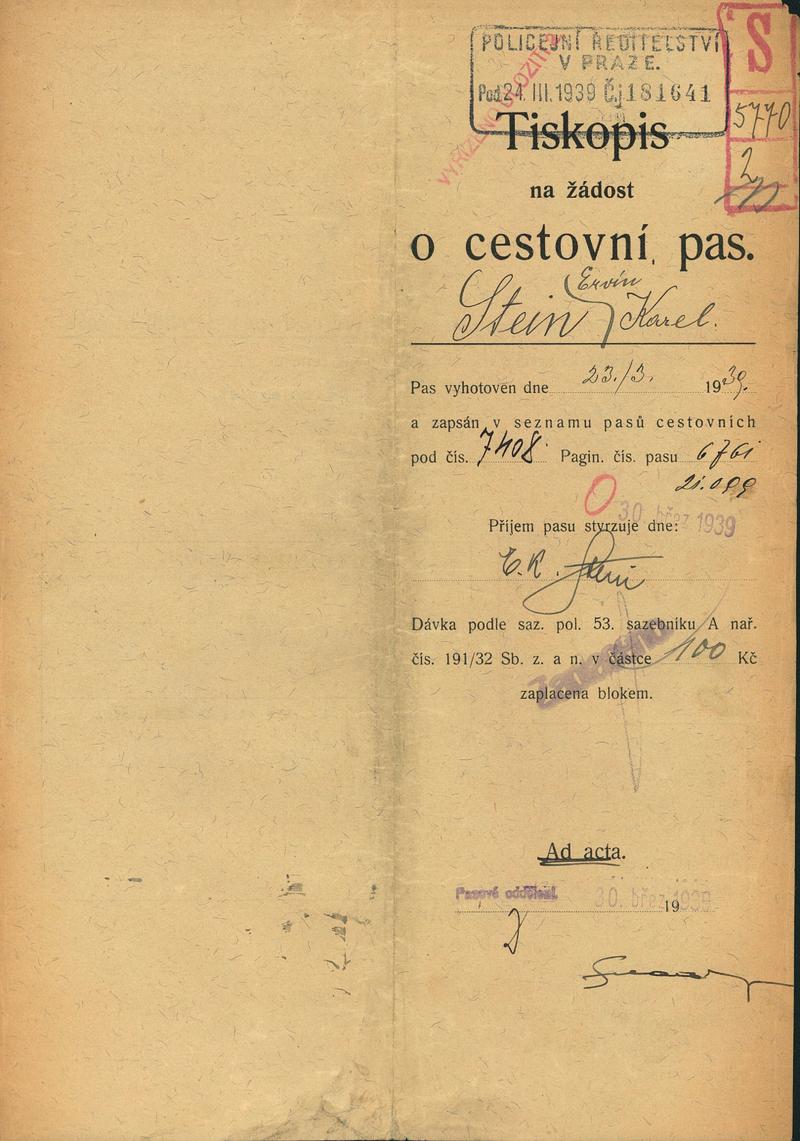 POLICEJNÍ ŘEDITELSTVÍ
V PRAZE.
Pod. 24. III. 1939 Čj 181641
S
5770
2
Tiskopis
na žádost
o cestovní pas.
Ervín
Stein Karel.
Pas vyhotoven dne 23./3. 1939.
a zapsán v seznamu pasů cestovních
pod čís. 7408. Pagin. čís. pasu 6761
21.099
30. břez 1939
Příjem pasu stvrzuje dne:
E. K. Stein
Dávka podle saz. pol. 53. sazebníku A nař.
čís. 191/32 Sb. z. a n. v částce 100 Kč
zaplacena blokem.
Ad acta.
Pasové oddělení. 30. břez 1939
19